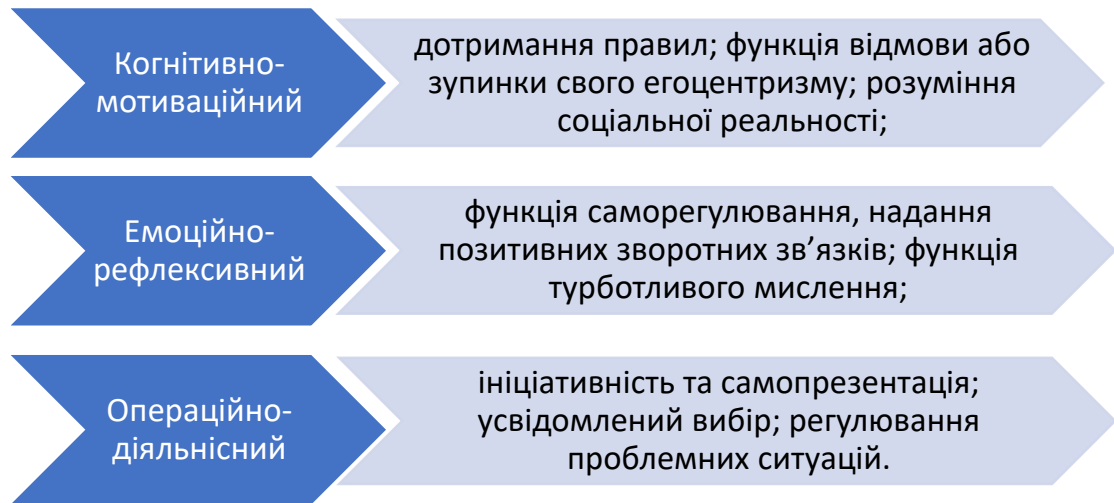 Когнітивно-
мотиваційний
дотримання правил; функція відмови або
зупинки свого егоцентризму; розуміння
соціальної реальності;
Емоційно-
рефлексивний
функція саморегулювання, надання
позитивних зворотних зв’язків; функція
турботливого мислення;
Операційно-
діяльнісний
ініціативність та самопрезентація;
усвідомлений вибір; регулювання
проблемних ситуацій.